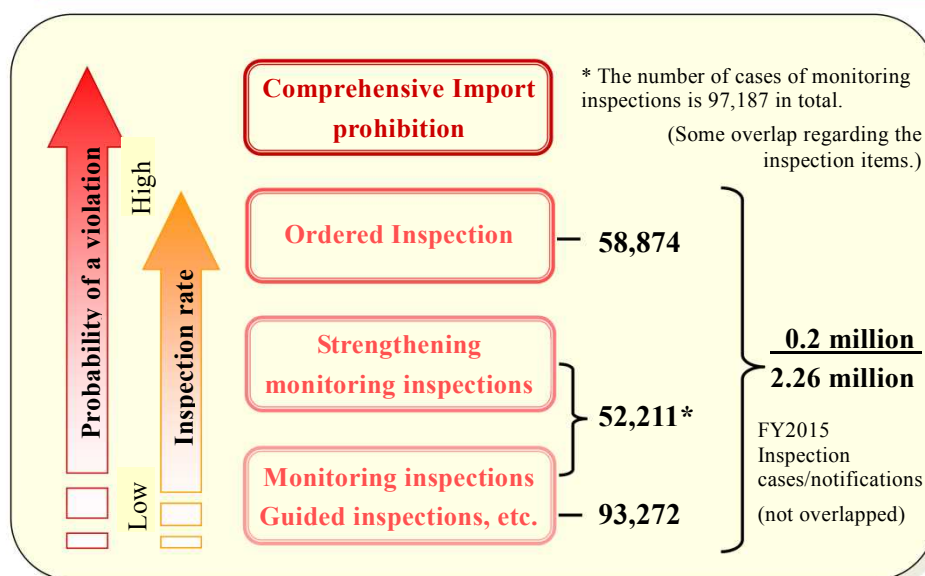 Probability of a violation
High
Low
Inspection rate
Comprehensive Import
prohibition
* The number of cases of monitoring
inspections is 97,187 in total.
(Some overlap regarding the
inspection items.)
Ordered Inspection
58,874
Strengthening
monitoring inspections
52,211*
Monitoring inspections
Guided inspections, etc.
93,272
0.2 million
2.26 million
FY2015
Inspection
cases/notifications
(not overlapped)